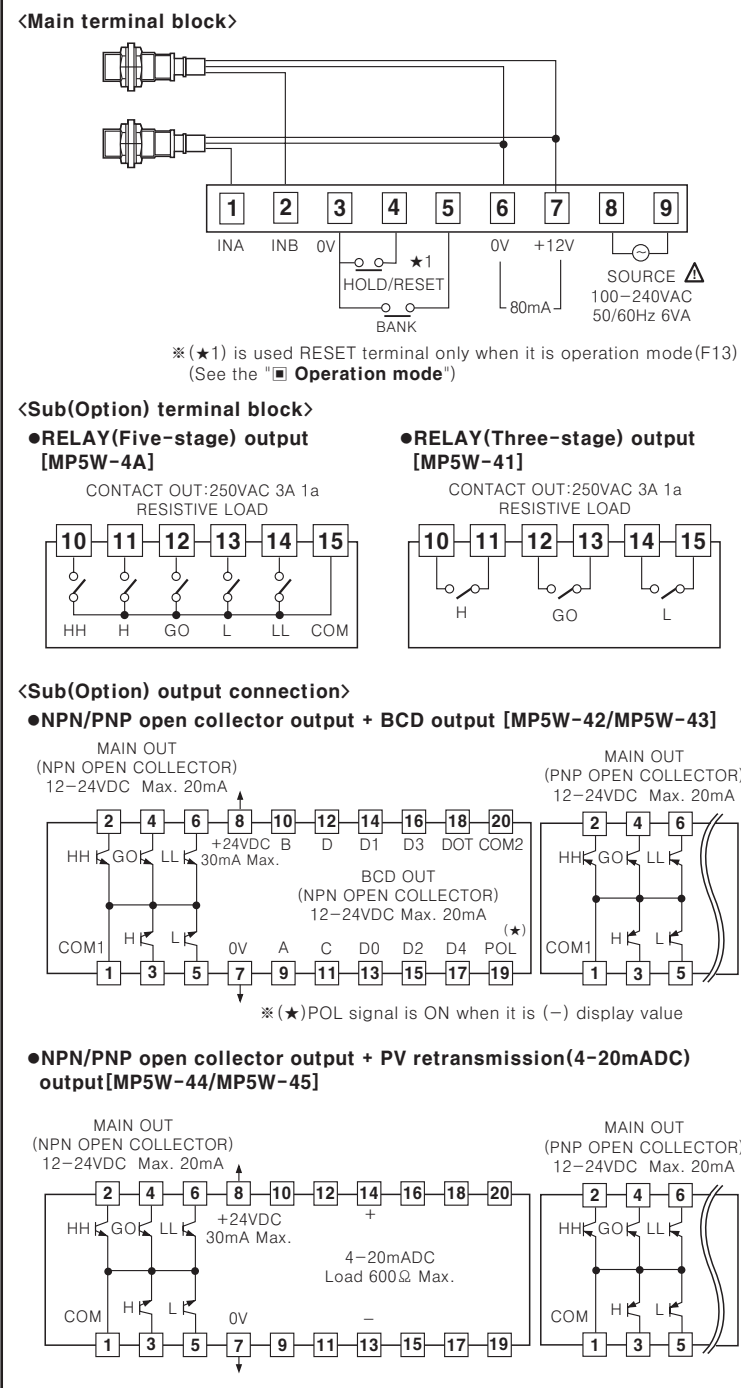 <Main terminal block>
1 2 3 4 5 6 7 8 9
INA INB 0V 0V +12V
★1
HOLD/RESET
BANK
80mA
SOURCE ⚠
100-240VAC
50/60Hz 6VA
※(★1) is used RESET terminal only when it is operation mode(F13)
(See the "▣ Operation mode")
<Sub(Option) terminal block>
●RELAY(Five-stage) output
[MP5W-4A]
CONTACT OUT:250VAC 3A 1a
RESISTIVE LOAD
10 11 12 13 14 15
HH H GO L LL COM
●RELAY(Three-stage) output
[MP5W-41]
CONTACT OUT:250VAC 3A 1a
RESISTIVE LOAD
10 11 12 13 14 15
H GO L
<Sub(Option) output connection>
●NPN/PNP open collector output + BCD output [MP5W-42/MP5W-43]
MAIN OUT
(NPN OPEN COLLECTOR)
12-24VDC Max. 20mA
2 4 6 8 10 12 14 16 18 20
HH GO LL +24VDC B D D1 D3 DOT COM2
30mA Max.
BCD OUT
(NPN OPEN COLLECTOR)
12-24VDC Max. 20mA
(★)
COM1 H L 0V A C D0 D2 D4 POL
1 3 5 7 9 11 13 15 17 19
MAIN OUT
(PNP OPEN COLLECTOR)
12-24VDC Max. 20mA
2 4 6
HH GO LL
COM1 H L
1 3 5
※(★)POL signal is ON when it is (-) display value
●NPN/PNP open collector output + PV retransmission(4-20mADC)
output[MP5W-44/MP5W-45]
MAIN OUT
(NPN OPEN COLLECTOR)
12-24VDC Max. 20mA
2 4 6 8 10 12 14 16 18 20
HH GO LL +24VDC +
30mA Max.
4-20mADC
Load 600Ω Max.
COM H L 0V -
1 3 5 7 9 11 13 15 17 19
MAIN OUT
(PNP OPEN COLLECTOR)
12-24VDC Max. 20mA
2 4 6
HH GO LL
COM H L
1 3 5